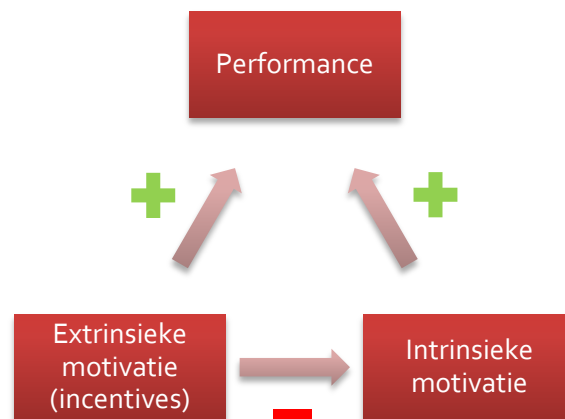 Performance
Extrinsieke
motivatie
(incentives)
Intrinsieke
motivatie